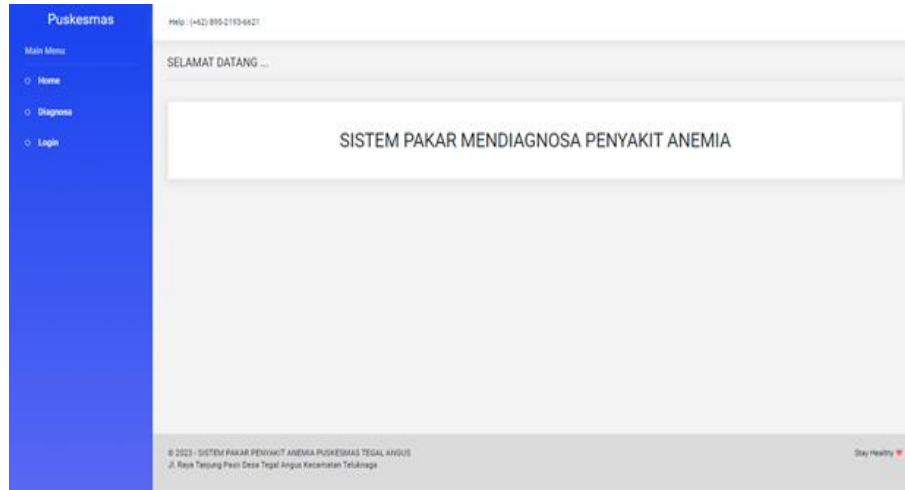 Puskesmas
Help : (+62) 895-2193-6621
Main Menu
SELAMAT DATANG ...
Home
Diagnosa
Login
SISTEM PAKAR MENDIAGNOSA PENYAKIT ANEMIA
© 2023 - SISTEM PAKAR PENYAKIT ANEMIA PUSKESMAS TEGAL ANGUS
Jl. Raya Tanjung Pasir Desa Tegal Angus Kecamatan Teluknaga
Stay Healthy